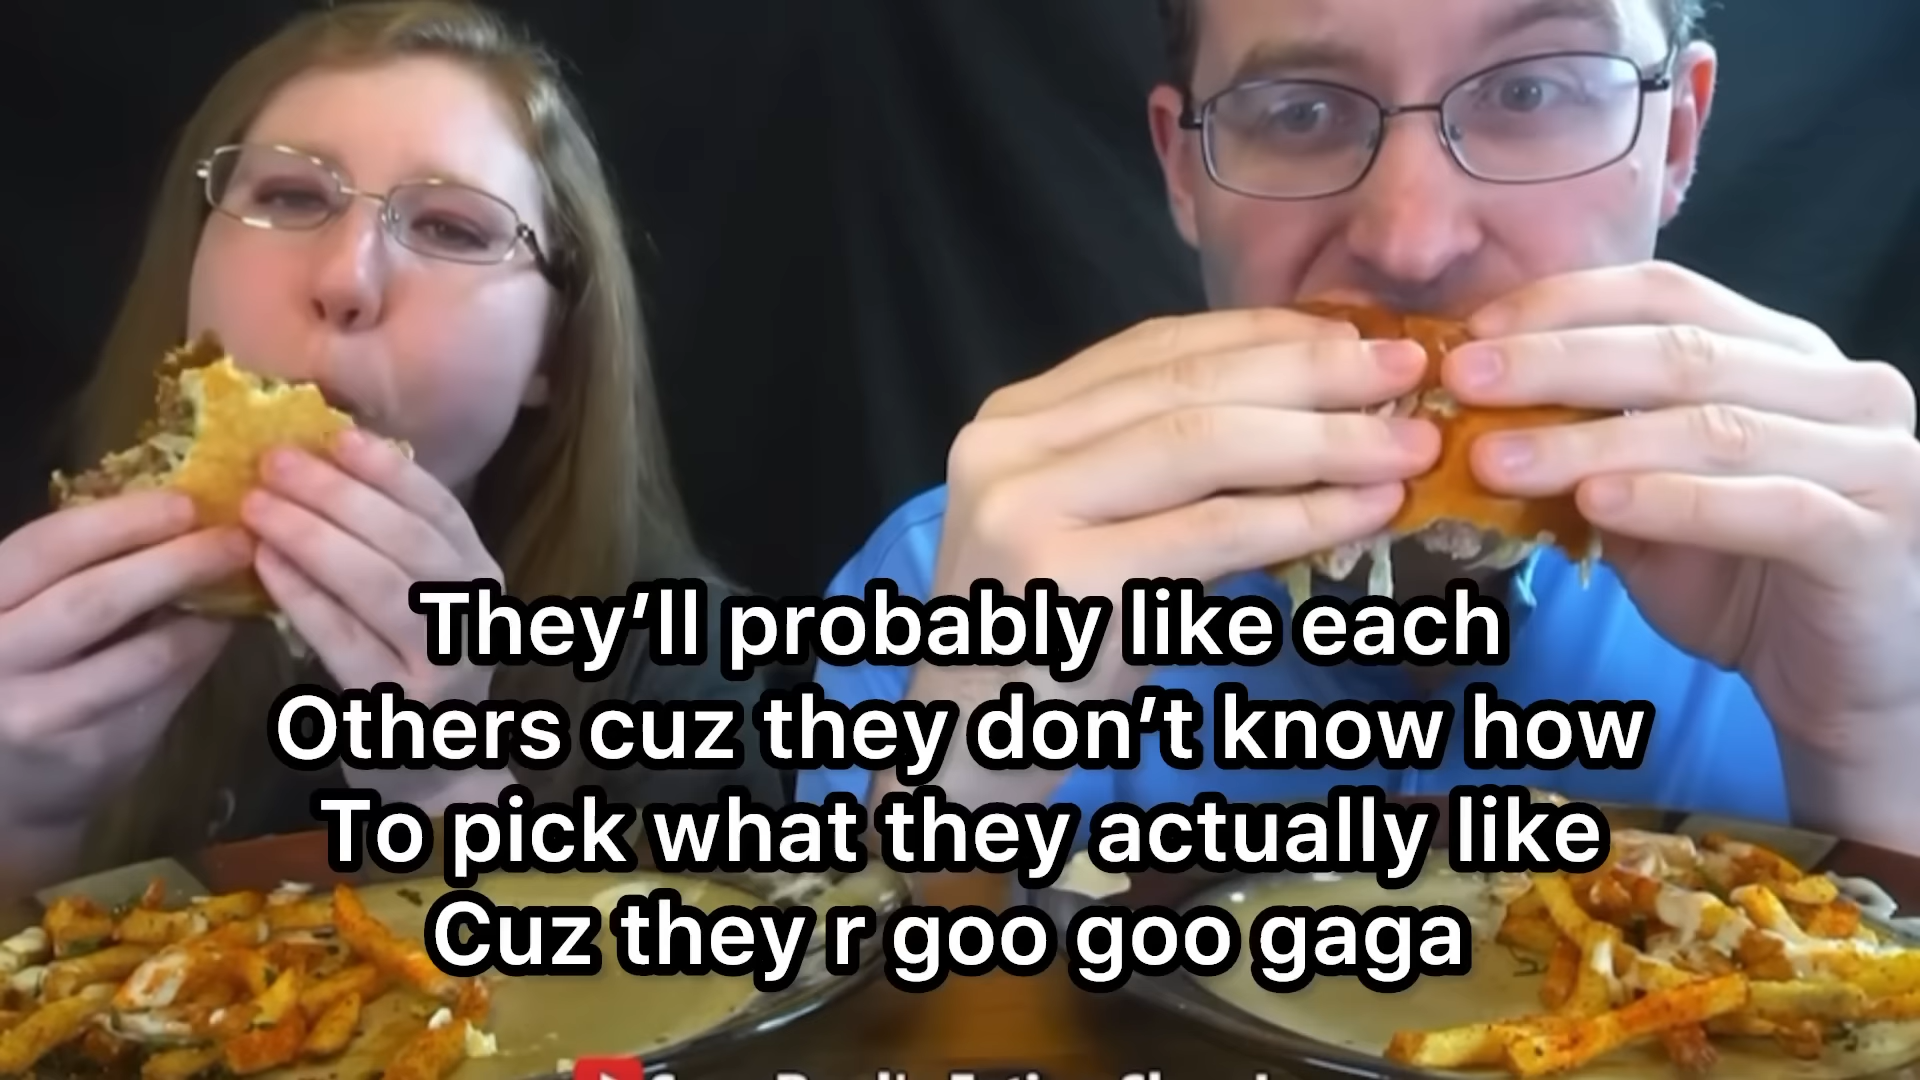 They’ll probably like each
Others cuz they don’t know how
To pick what they actually like
Cuz they r goo goo gaga